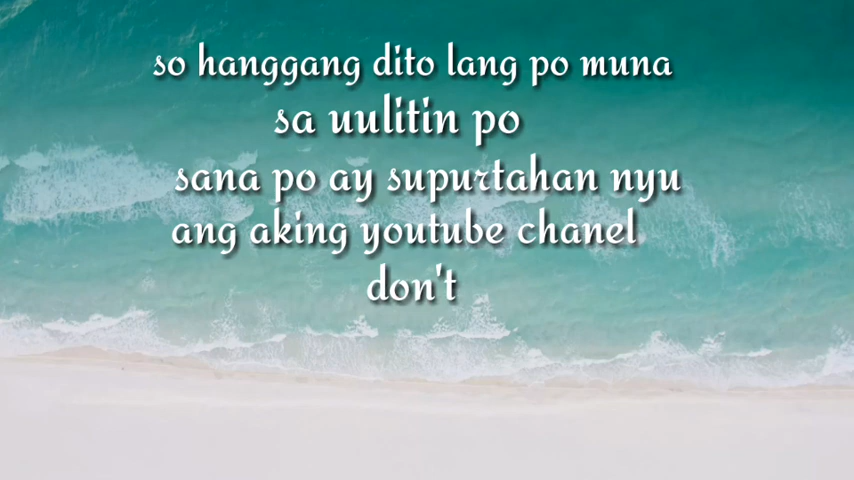 so hanggang dito lang po muna
sa uulitin po
sana po ay supurtahan nyu
ang aking youtube chanel
don't